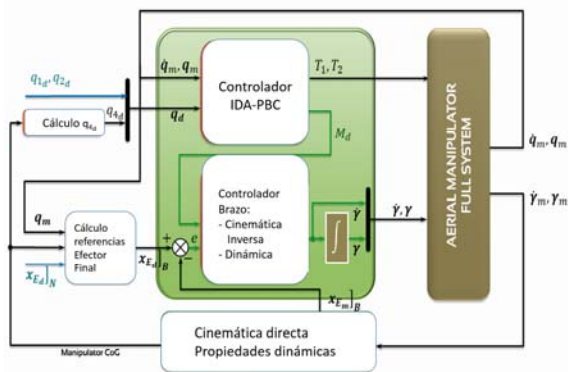 q̇m, qm
Controlador
IDA-PBC
T1, T2
q1d, q2d
q4d
Cálculo q4d
qd
Md
AERIAL MANIPULATOR
FULL SYSTEM
q̇m, qm
Controlador
Brazo:
- Cinemática
Inversa
- Dinámica
γ̇
∫
γ
γ̇, γ
γ̇m, γm
qm
Cálculo
referencias
Efector
Final
xEd]B
+
e
−
xEd]N
xEm]B
Cinemática directa
Propiedades dinámicas
Manipulator CoG